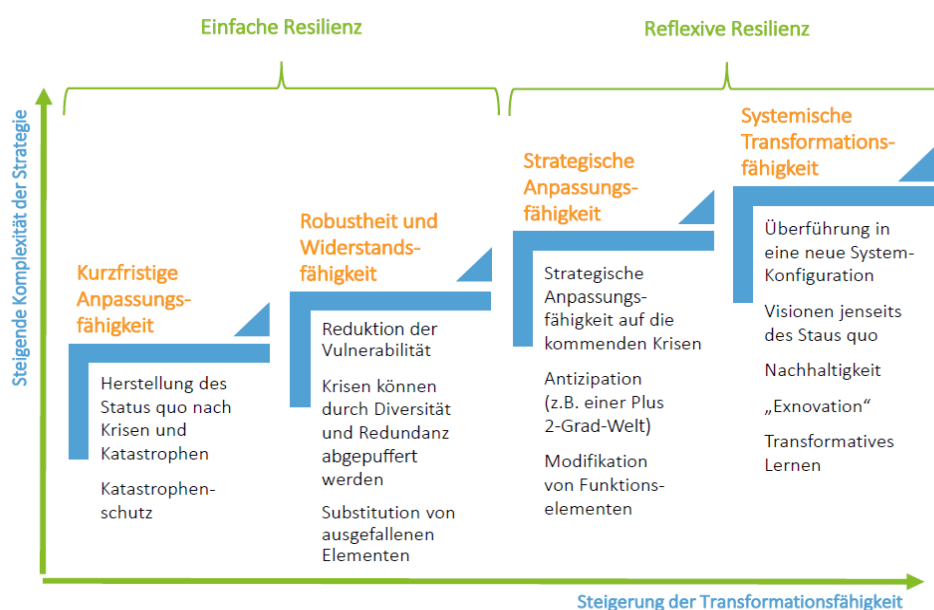 Einfache Resilienz
Reflexive Resilienz
Steigende Komplexität der Strategie
Kurzfristige
Anpassungs-
fähigkeit
Herstellung des
Status quo nach
Krisen und
Katastrophen
Katastrophen-
schutz
Robustheit und
Widerstands-
fähigkeit
Reduktion der
Vulnerabilität
Krisen können
durch Diversität
und Redundanz
abgepuffert
werden
Substitution von
ausgefallenen
Elementen
Strategische
Anpassungs-
fähigkeit
Strategische
Anpassungs-
fähigkeit auf die
kommenden Krisen
Antizipation
(z.B. einer Plus
2-Grad-Welt)
Modifikation
von Funktions-
elementen
Systemische
Transformations-
fähigkeit
Überführung in
eine neue System-
Konfiguration
Visionen jenseits
des Staus quo
Nachhaltigkeit
„Exnovation“
Transformatives
Lernen
Steigerung der Transformationsfähigkeit